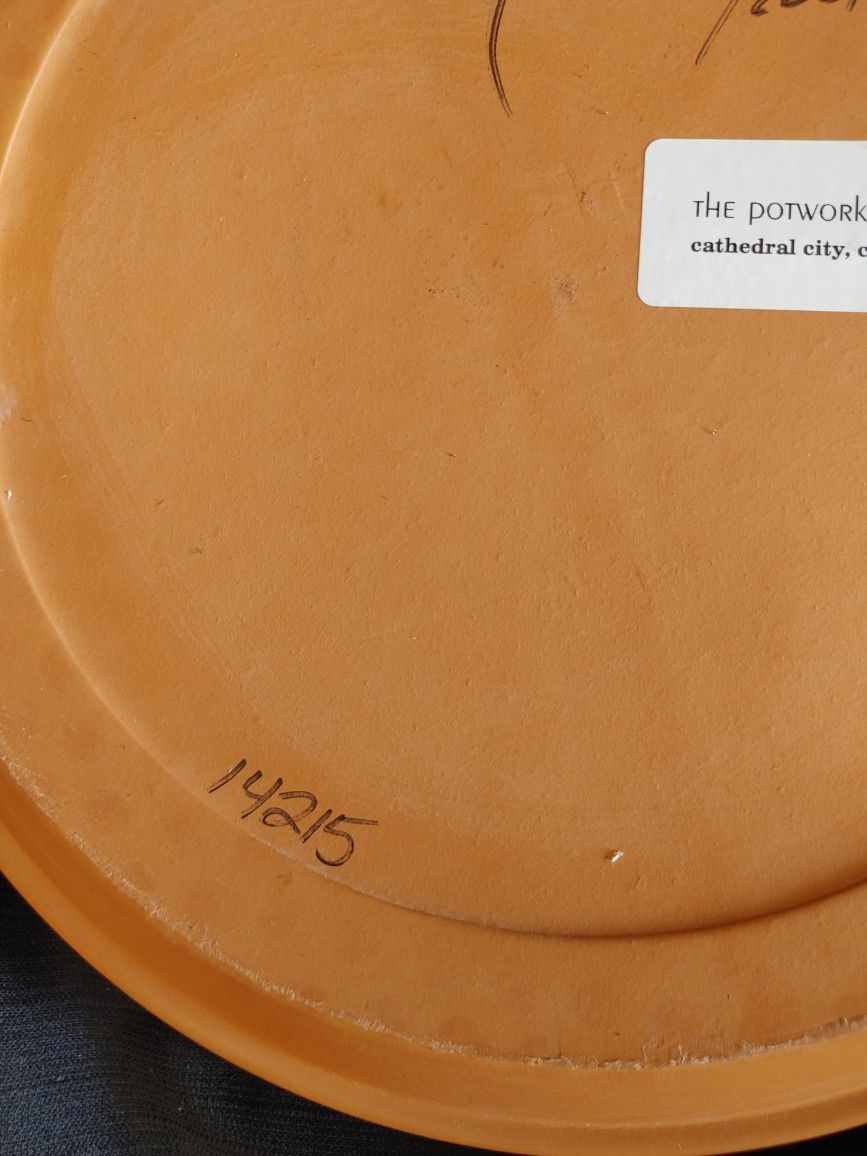 THE POTWORK
cathedral city, c
14215